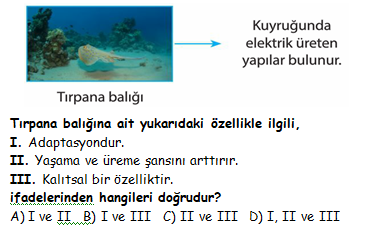 Kuyruğunda
elektrik üreten
yapılar bulunur.
Tırpana balığı
Tırpana balığına ait yukarıdaki özellikle ilgili,
I. Adaptasyondur.
II. Yaşama ve üreme şansını arttırır.
III. Kalıtsal bir özelliktir.
ifadelerinden hangileri doğrudur?
A) I ve II B) I ve III C) II ve III D) I, II ve III